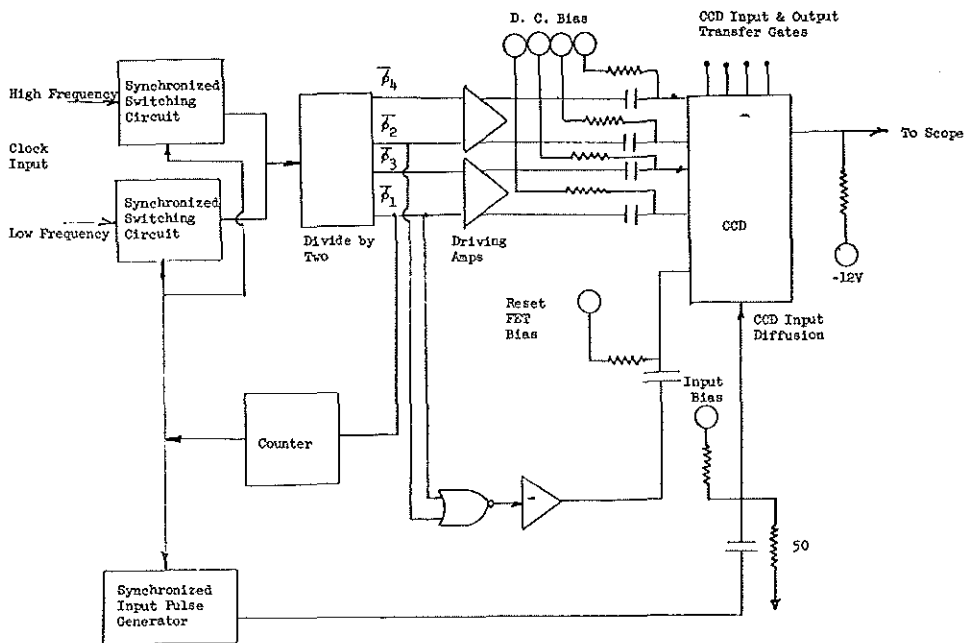 D. C. Bias
CCD Input & Output
Transfer Gates
High Frequency
Synchronized
Switching
Circuit
Clock
Input
Low Frequency
Synchronized
Switching
Circuit
ϕ̅4
ϕ̅2
ϕ̅3
ϕ̅1
Divide by
Two
Driving
Amps
CCD
To Scope
-12V
Reset
FET
Bias
CCD Input
Diffusion
Input
Bias
Counter
50
Synchronized
Input Pulse
Generator